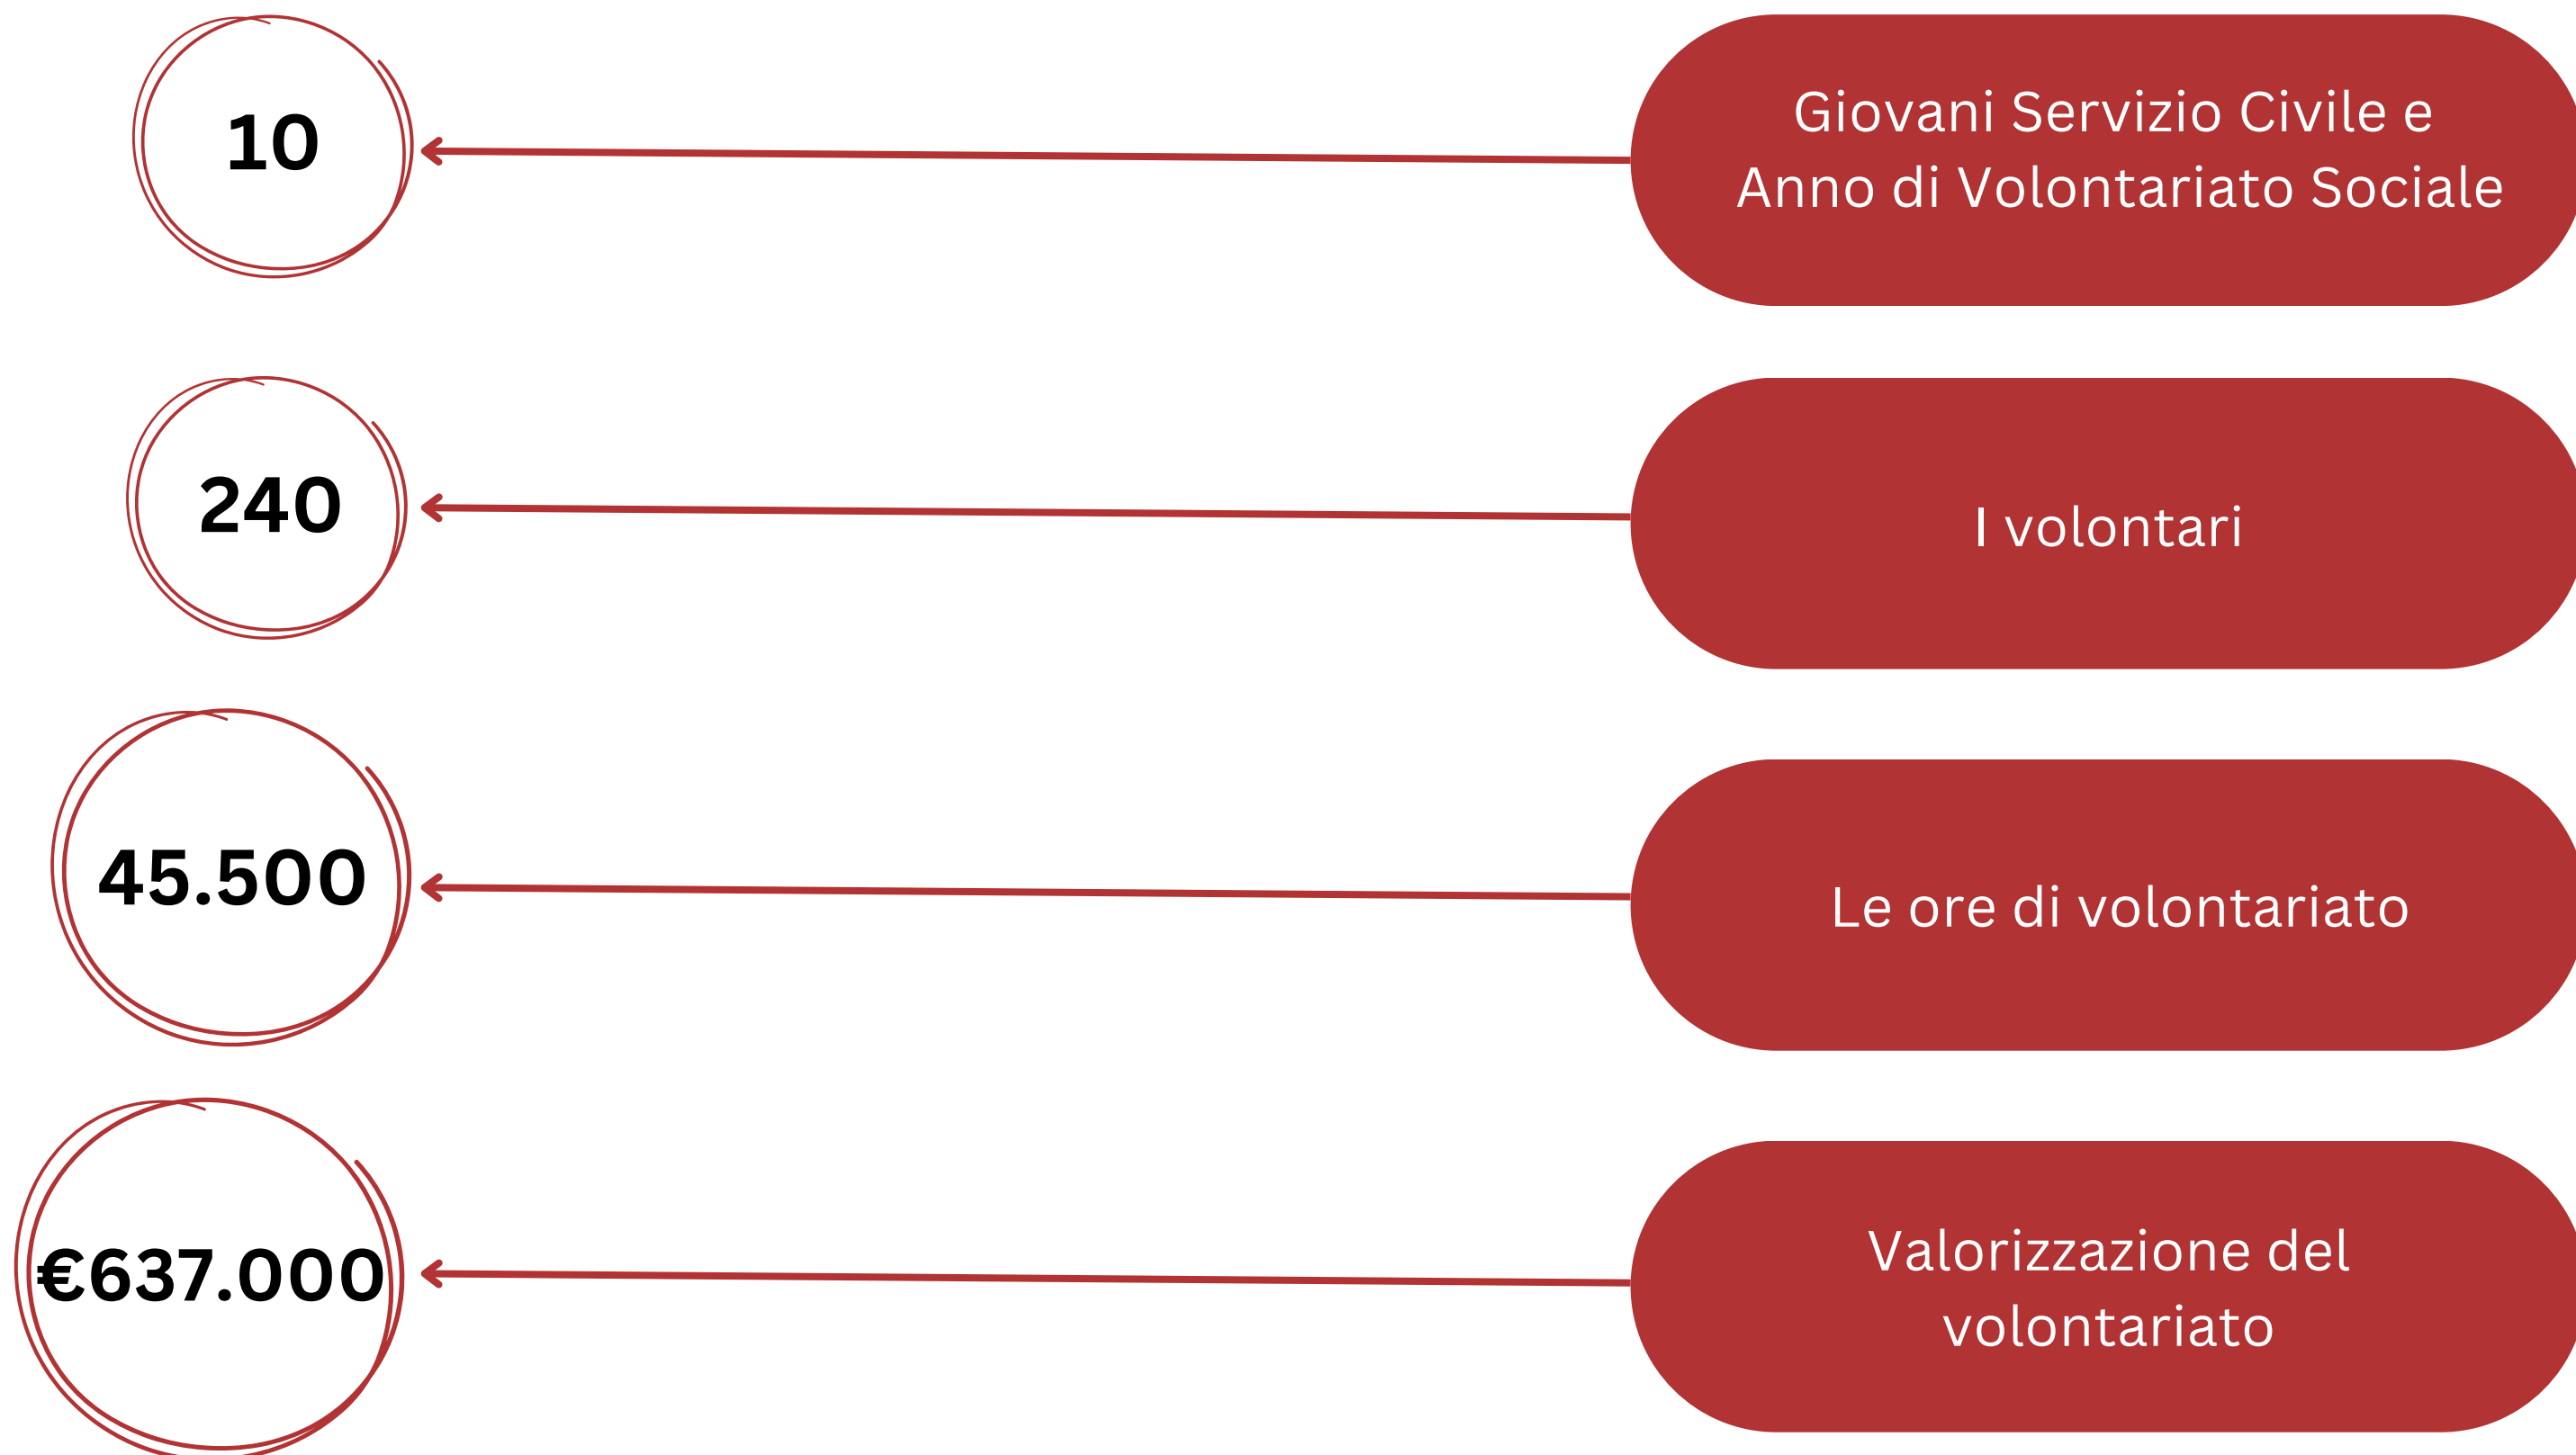 10
Giovani Servizio Civile e
Anno di Volontariato Sociale
240
I volontari
45.500
Le ore di volontariato
€637.000
Valorizzazione del
volontariato